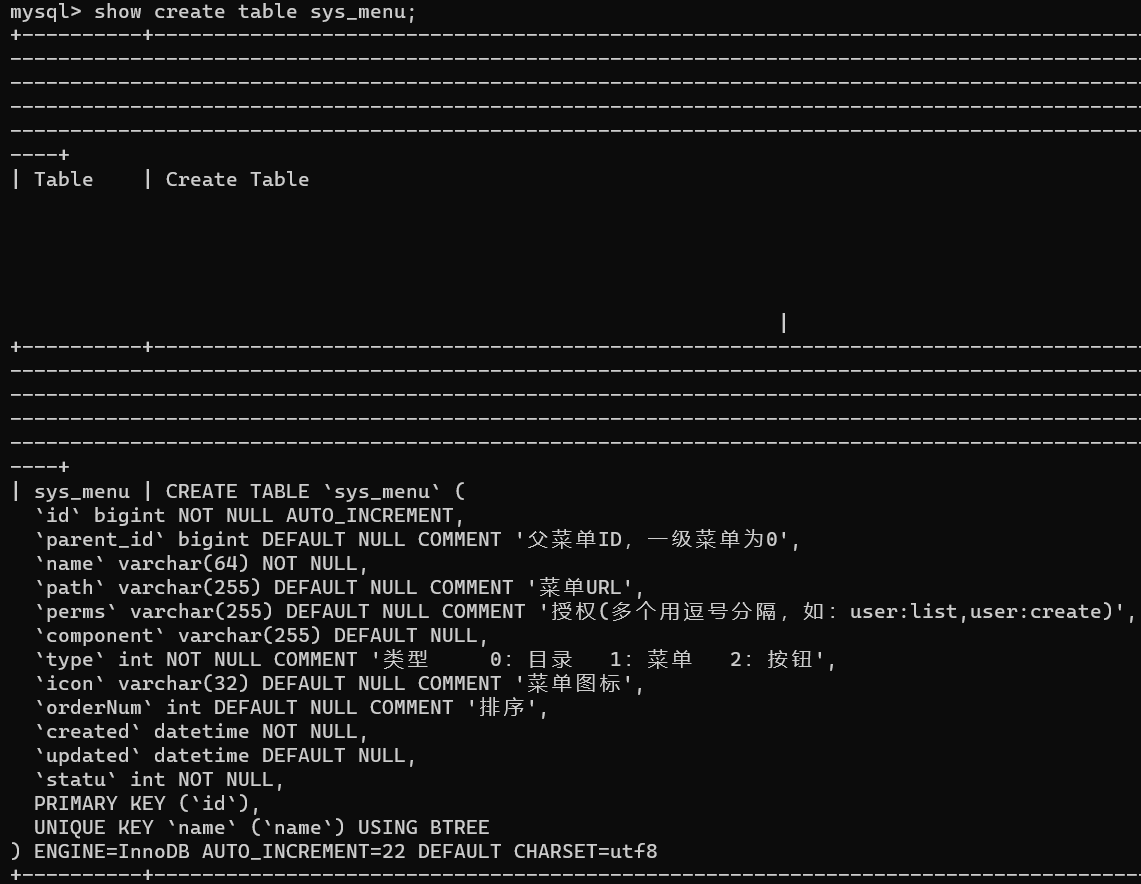 mysql> show create table sys_menu;
+----------+-----------------------------------------------------------------------------------
-----------------------------------------------------------------------------------------------
-----------------------------------------------------------------------------------------------
-----------------------------------------------------------------------------------------------
-----------------------------------------------------------------------------------------------
----+
| Table    | Create Table
|
+----------+-----------------------------------------------------------------------------------
-----------------------------------------------------------------------------------------------
-----------------------------------------------------------------------------------------------
-----------------------------------------------------------------------------------------------
-----------------------------------------------------------------------------------------------
----+
| sys_menu | CREATE TABLE `sys_menu` (
  `id` bigint NOT NULL AUTO_INCREMENT,
  `parent_id` bigint DEFAULT NULL COMMENT '父菜单ID，一级菜单为0',
  `name` varchar(64) NOT NULL,
  `path` varchar(255) DEFAULT NULL COMMENT '菜单URL',
  `perms` varchar(255) DEFAULT NULL COMMENT '授权(多个用逗号分隔，如：user:list,user:create)',
  `component` varchar(255) DEFAULT NULL,
  `type` int NOT NULL COMMENT '类型     0：目录   1：菜单   2：按钮',
  `icon` varchar(32) DEFAULT NULL COMMENT '菜单图标',
  `orderNum` int DEFAULT NULL COMMENT '排序',
  `created` datetime NOT NULL,
  `updated` datetime DEFAULT NULL,
  `statu` int NOT NULL,
  PRIMARY KEY (`id`),
  UNIQUE KEY `name` (`name`) USING BTREE
) ENGINE=InnoDB AUTO_INCREMENT=22 DEFAULT CHARSET=utf8
+----------+-----------------------------------------------------------------------------------